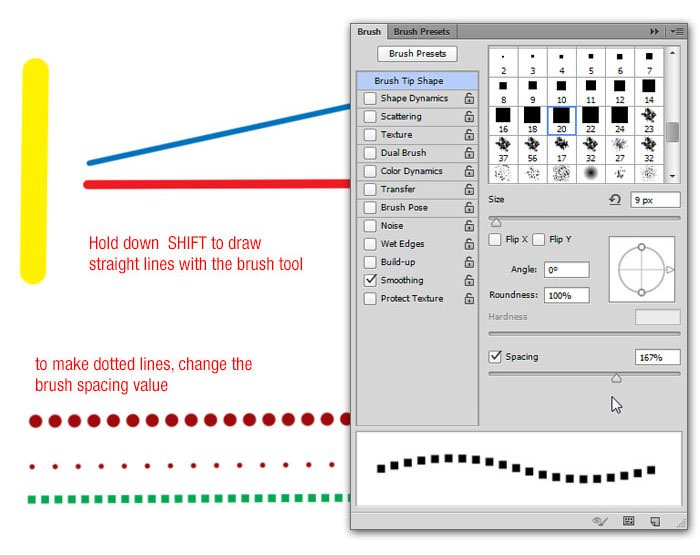 Brush Brush Presets
Brush Presets
Brush Tip Shape
Shape Dynamics
Scattering
Texture
Dual Brush
Color Dynamics
Transfer
Brush Pose
Noise
Wet Edges
Build-up
Smoothing
Protect Texture
2 3 4 5 6 7
8 9 10 11 12 14
16 18 20 22 24 23
37 56 17 32 27 32
Size 9 px
Flip X Flip Y
Angle: 0°
Roundness: 100%
Hardness
Spacing 167%
Hold down SHIFT to draw
straight lines with the brush tool
to make dotted lines, change the
brush spacing value